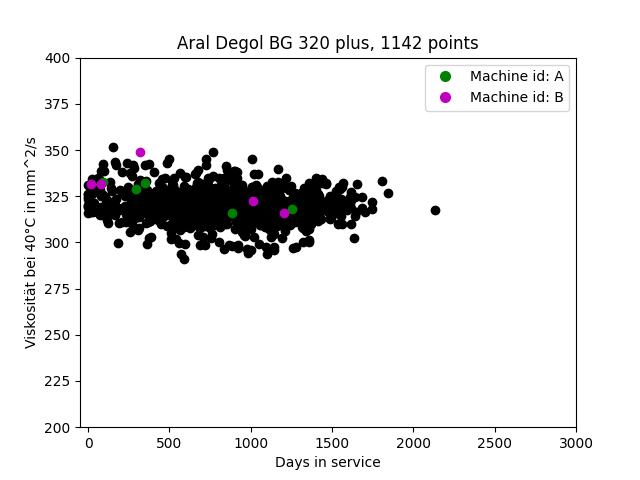 Aral Degol BG 320 plus, 1142 points
Machine id: A
Machine id: B
Viskosität bei 40°C in mm^2/s
400
375
350
325
300
275
250
225
200
0 500 1000 1500 2000 2500 3000
Days in service